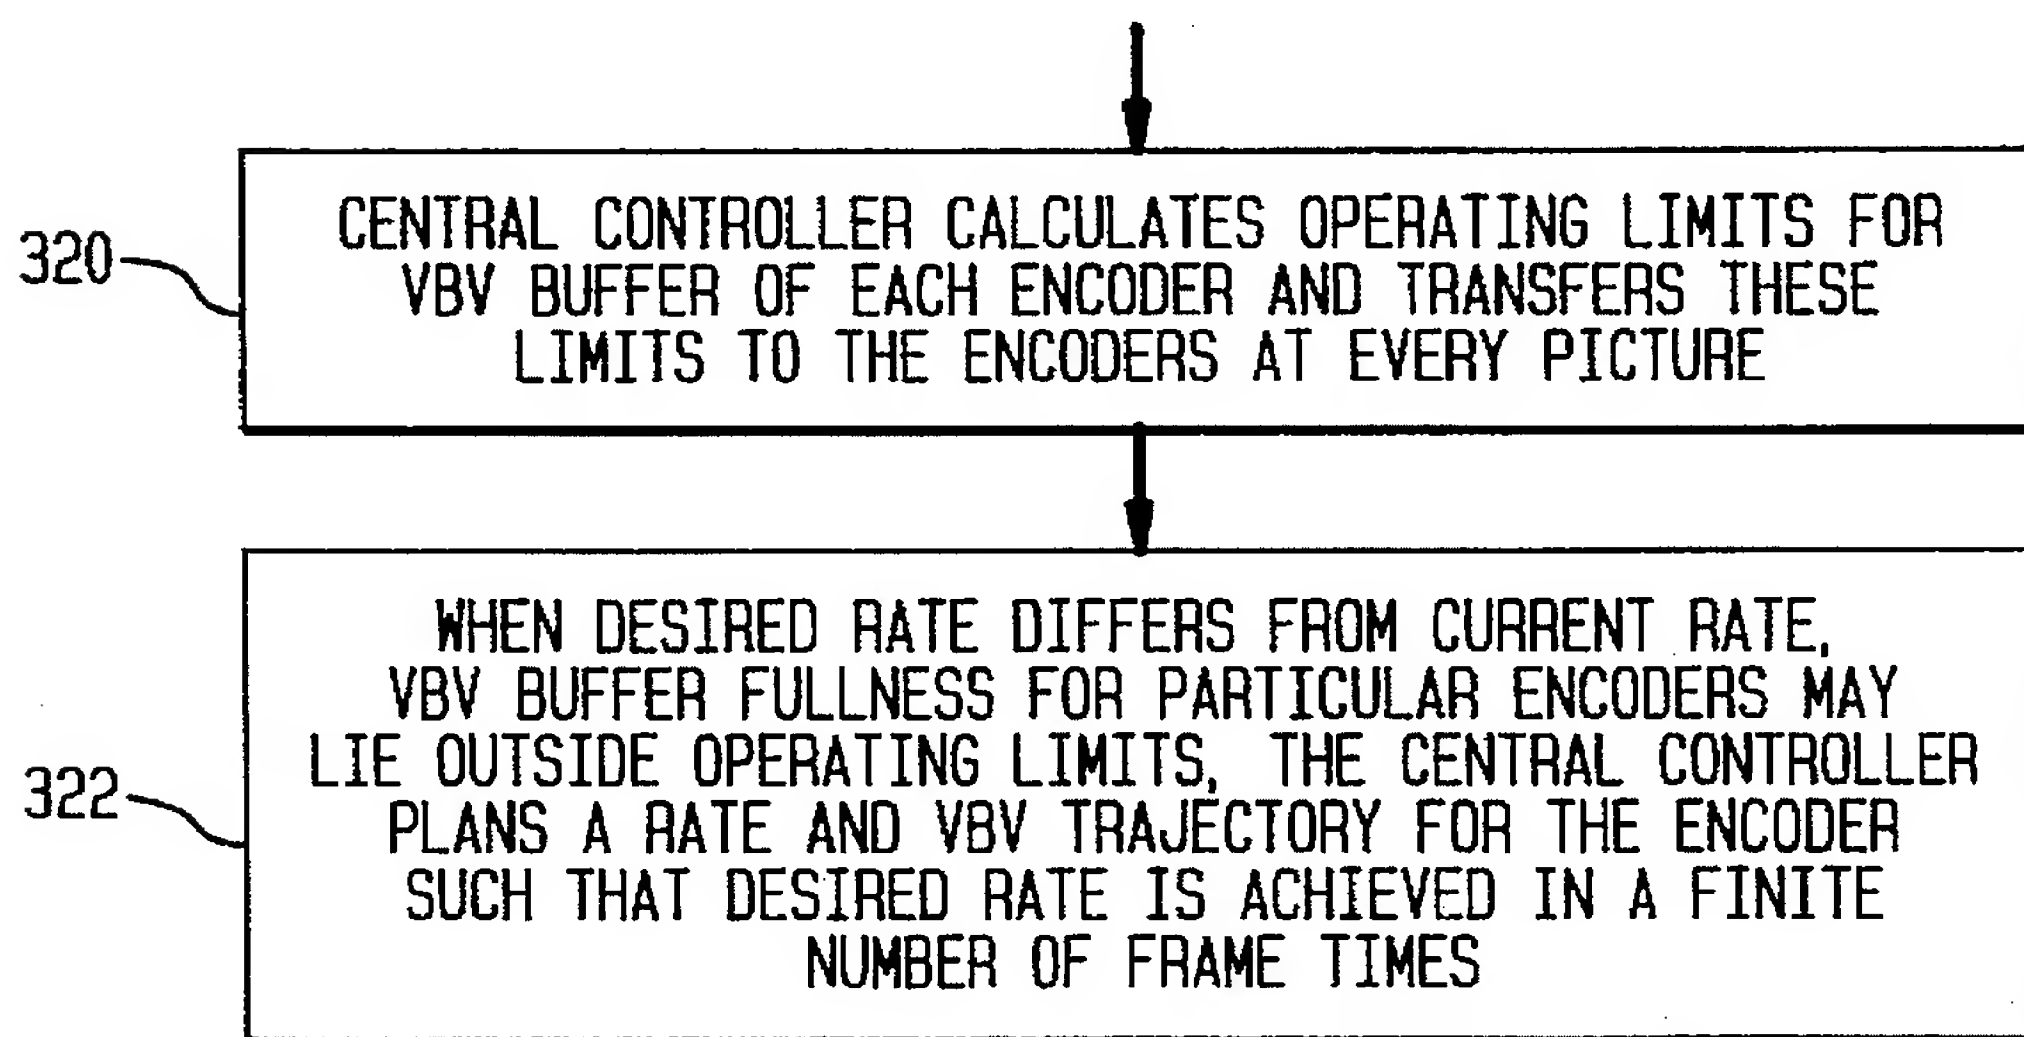 320
CENTRAL CONTROLLER CALCULATES OPERATING LIMITS FOR
VBV BUFFER OF EACH ENCODER AND TRANSFERS THESE
LIMITS TO THE ENCODERS AT EVERY PICTURE
322
WHEN DESIRED RATE DIFFERS FROM CURRENT RATE,
VBV BUFFER FULLNESS FOR PARTICULAR ENCODERS MAY
LIE OUTSIDE OPERATING LIMITS, THE CENTRAL CONTROLLER
PLANS A RATE AND VBV TRAJECTORY FOR THE ENCODER
SUCH THAT DESIRED RATE IS ACHIEVED IN A FINITE
NUMBER OF FRAME TIMES